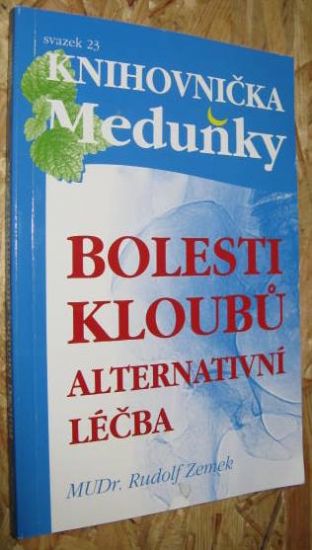 svazek 23
KNIHOVNIČKA
Meduňky
BOLESTI
KLOUBŮ
ALTERNATIVNÍ
LÉČBA
MUDr. Rudolf Zemek